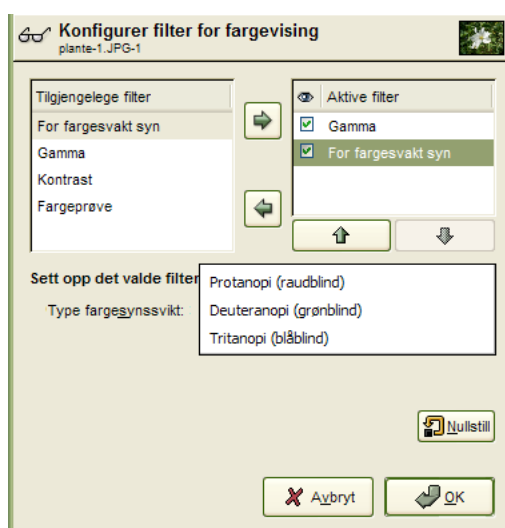 Konfigurer filter for fargevising
plante-1.JPG-1
Tilgjengelege filter
For fargesvakt syn
Gamma
Kontrast
Fargeprøve
Aktive filter
Gamma
For fargesvakt syn
Sett opp det valde filter
Type fargesynssvikt:
Protanopi (raudblind)
Deuteranopi (grønblind)
Tritanopi (blåblind)
Nullstill
Avbryt
OK